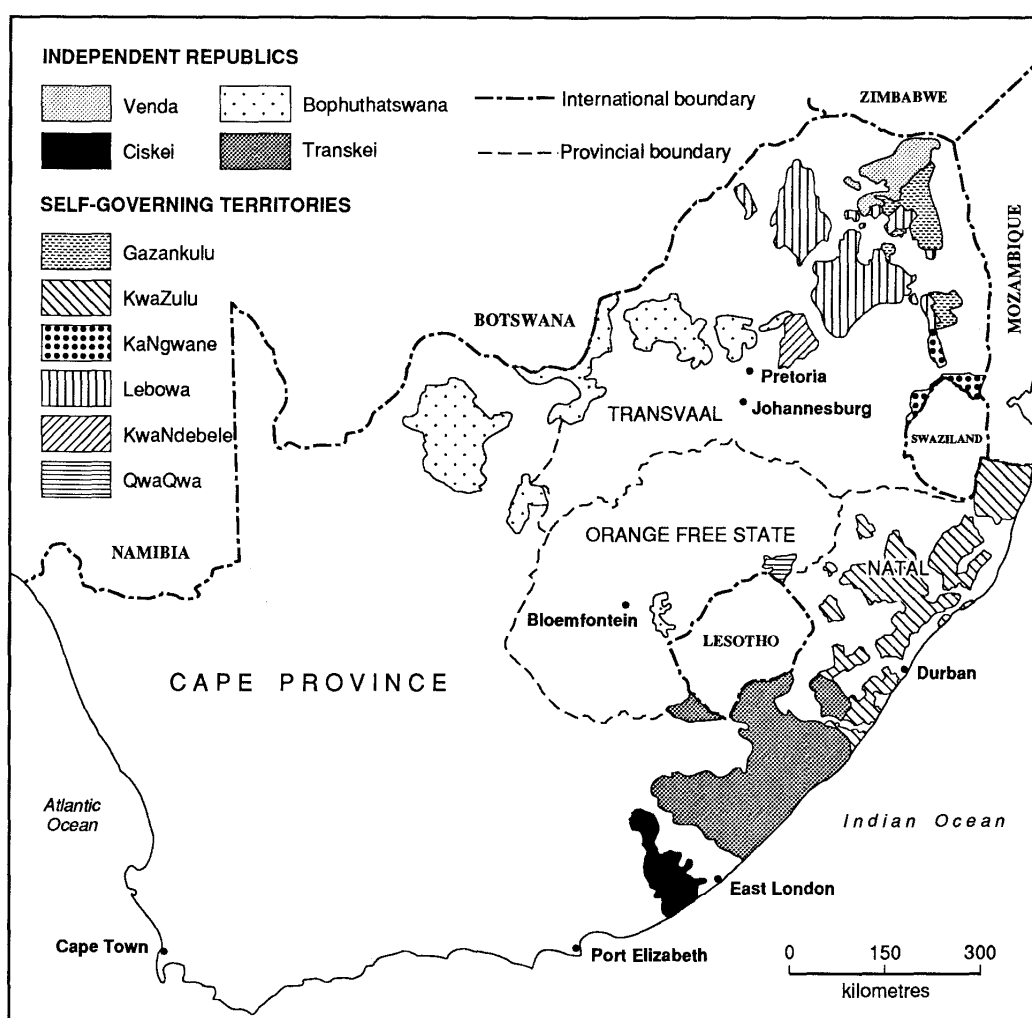 INDEPENDENT REPUBLICS
Venda
Bophuthatswana
Ciskei
Transkei
International boundary
Provincial boundary
SELF-GOVERNING TERRITORIES
Gazankulu
KwaZulu
KaNgwane
Lebowa
KwaNdebele
QwaQwa
ZIMBABWE
MOZAMBIQUE
BOTSWANA
Pretoria
Johannesburg
TRANSVAAL
SWAZILAND
NAMIBIA
ORANGE FREE STATE
NATAL
Bloemfontein
LESOTHO
Durban
CAPE PROVINCE
Atlantic
Ocean
Indian Ocean
East London
Cape Town
Port Elizabeth
0 150 300
kilometres